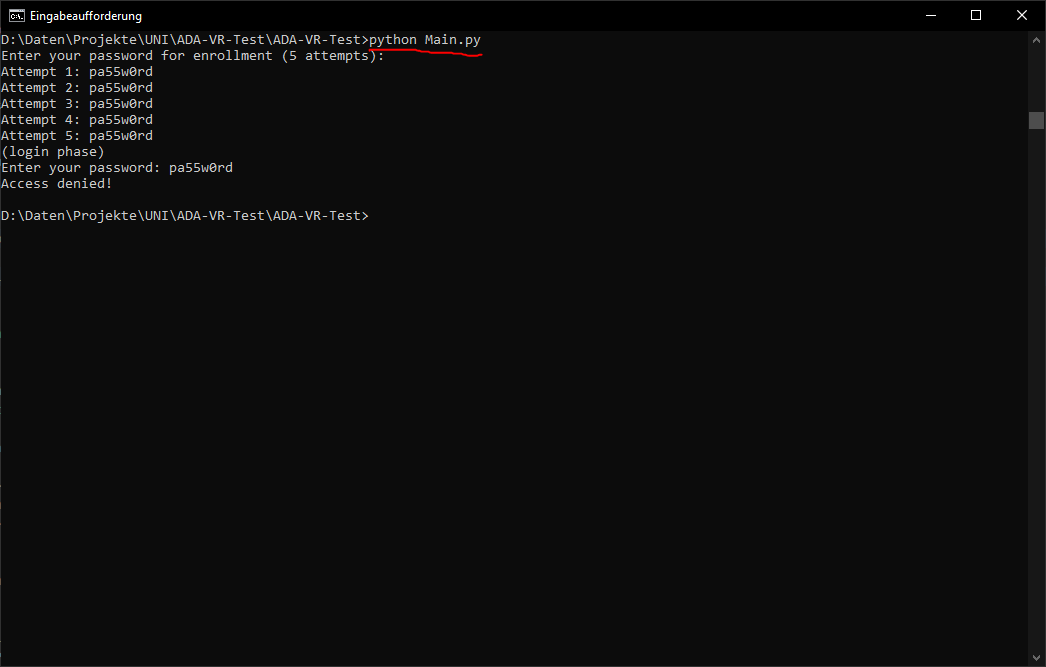 Eingabeaufforderung
D:\Daten\Projekte\UNI\ADA-VR-Test\ADA-VR-Test>python Main.py
Enter your password for enrollment (5 attempts):
Attempt 1: pa55w0rd
Attempt 2: pa55w0rd
Attempt 3: pa55w0rd
Attempt 4: pa55w0rd
Attempt 5: pa55w0rd
(login phase)
Enter your password: pa55w0rd
Access denied!
D:\Daten\Projekte\UNI\ADA-VR-Test\ADA-VR-Test>